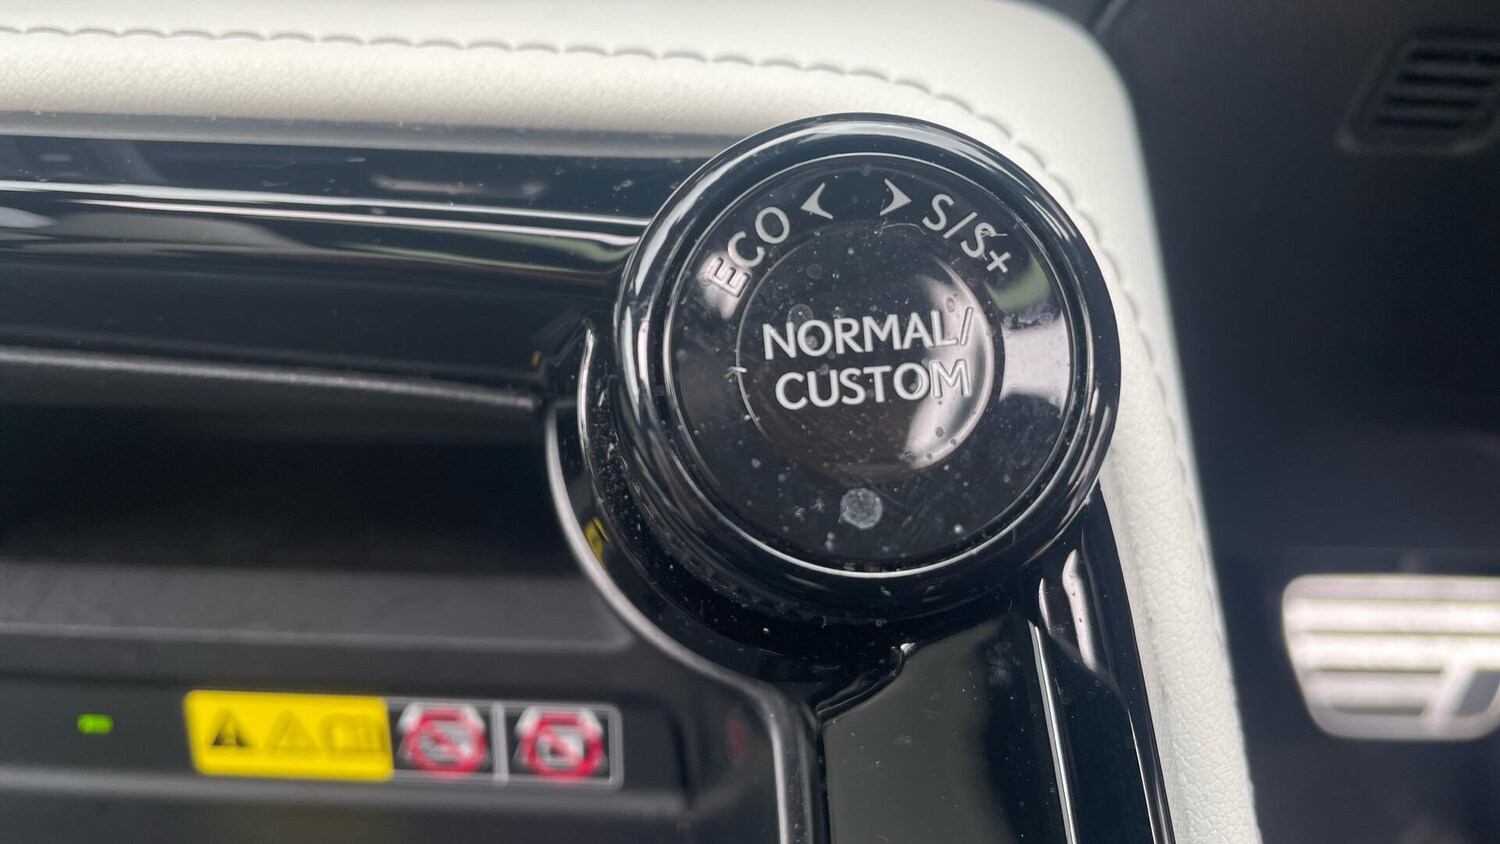 ECO < > S/S+
NORMAL/
CUSTOM